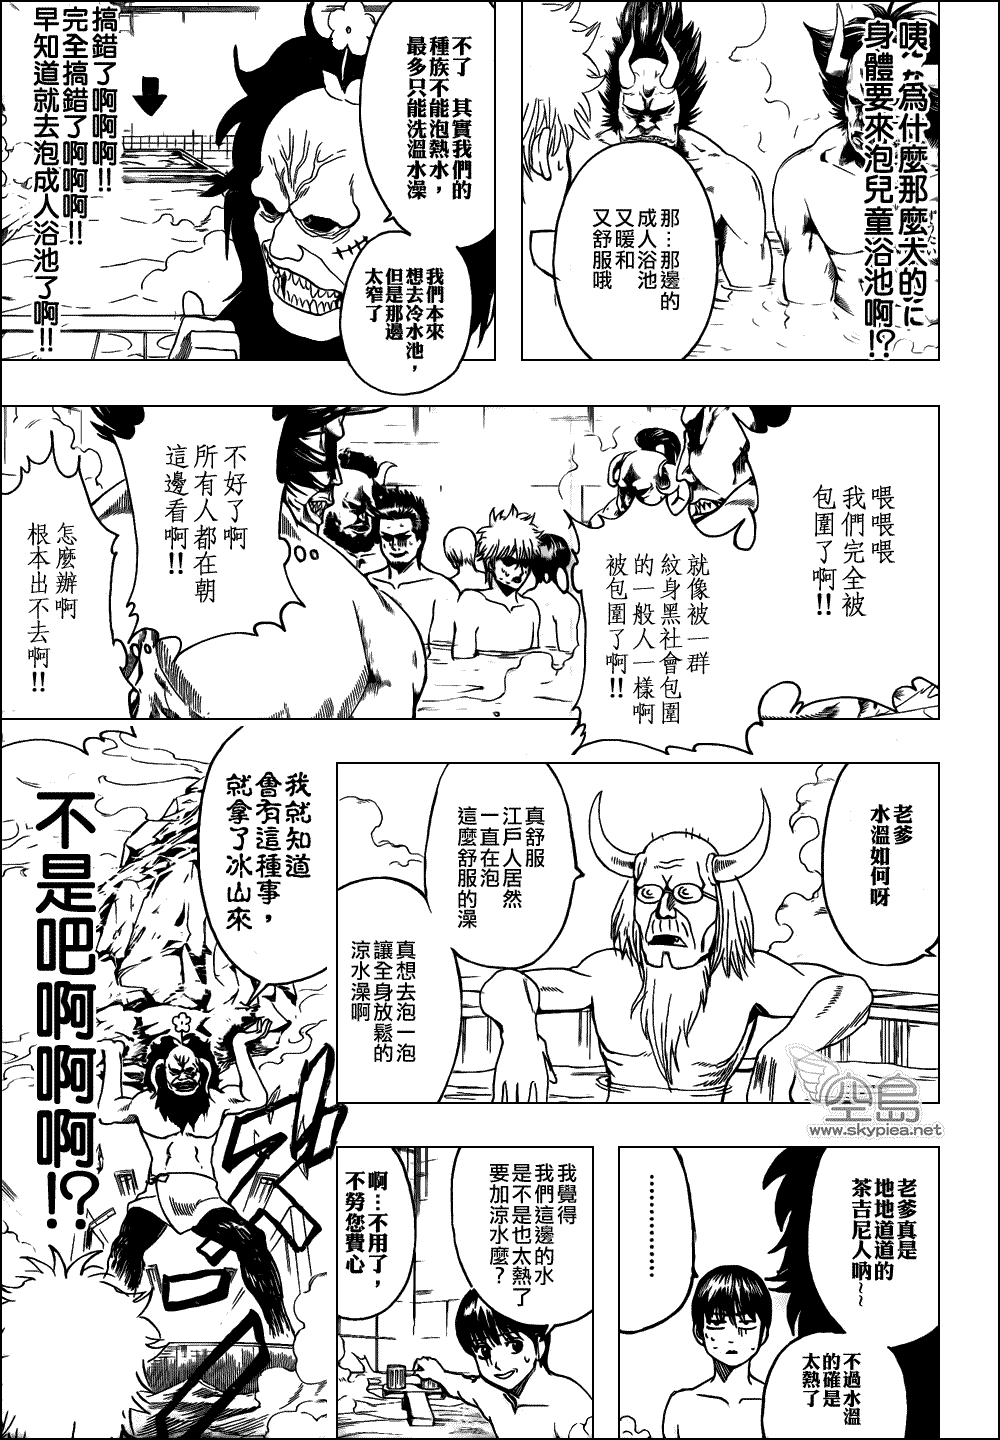 咦
為什麼那麼大的
身體要來泡兒童浴池啊!?
ずうたい
に
那…那邊的
成人浴池
又暖和
又舒服哦
不了 其實我們的
種族不能泡熱水，
最多只能洗溫水澡
我們本來
想去冷水池，
但是那邊
太窄了
搞錯了啊啊啊!!
完全搞錯了啊啊啊!!
早知道就去泡成人浴池了啊!!
喂喂喂
我們完全被
包圍了啊!!
就像被一群
紋身黑社會包圍
的一般人一樣啊
被包圍了啊!!
不好了啊
所有人都在朝
這邊看啊!!
怎麼辦啊
根本出不去啊!!
老爹
水溫如何呀
真舒服
江戶人居然
一直在泡
這麼舒服的澡
真想去泡一泡
讓全身放鬆的
涼水澡啊
我就知道
會有這種事，
就拿了冰山來
不是吧啊啊啊啊!?
老爹真是
地地道道的
茶吉尼人吶~~
不過水溫
的確是
太熱了
…………
我覺得
我們這邊的水
是不是也太熱了
要加涼水麼?
啊…不用了，
不勞您費心
空島
www.skypiea.net